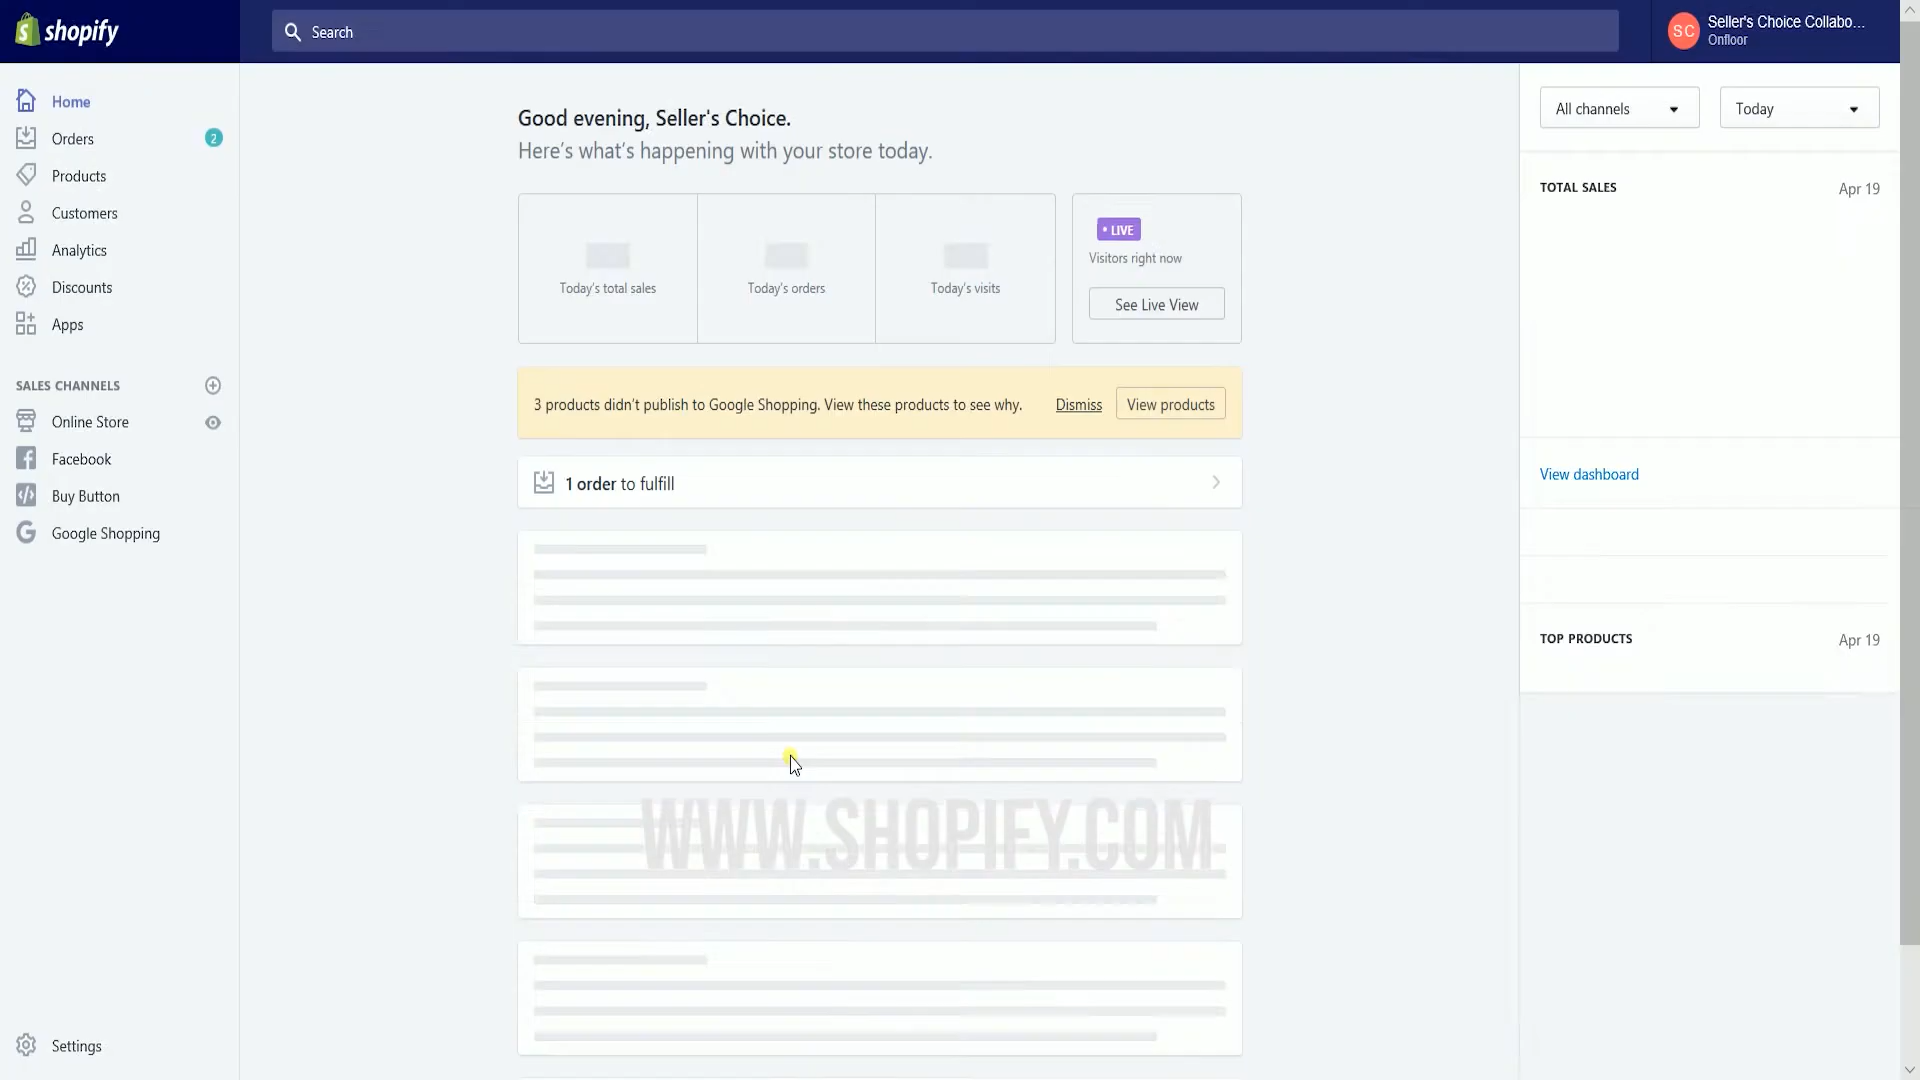 shopify
Search
SC
Seller's Choice Collabo...
Onfloor
Home
Orders
2
Products
Customers
Analytics
Discounts
Apps
SALES CHANNELS
Online Store
Facebook
Buy Button
Google Shopping
Settings
Good evening, Seller's Choice.
Here's what's happening with your store today.
Today's total sales
Today's orders
Today's visits
• LIVE
Visitors right now
See Live View
3 products didn't publish to Google Shopping. View these products to see why.
Dismiss
View products
1 order to fulfill
WWW.SHOPIFY.COM
All channels
Today
TOTAL SALES
Apr 19
View dashboard
TOP PRODUCTS
Apr 19